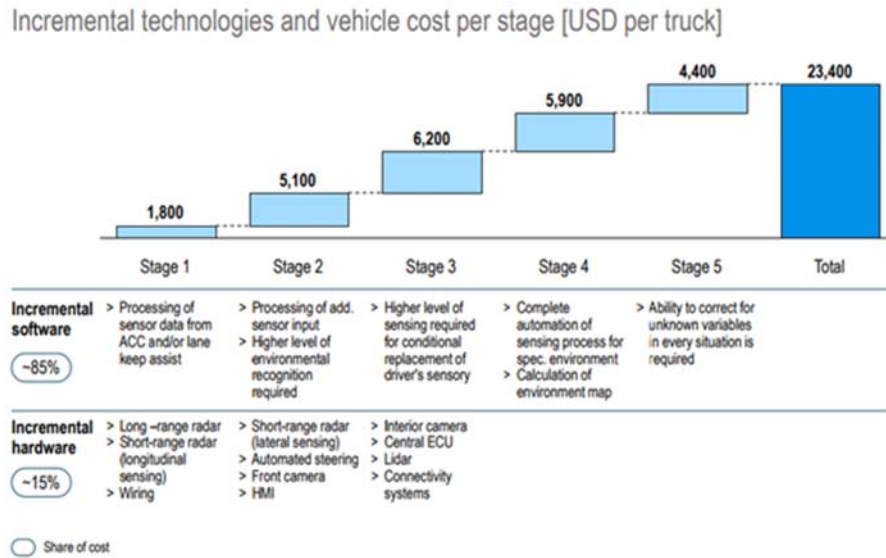 Incremental technologies and vehicle cost per stage [USD per truck]
1,800
5,100
6,200
5,900
4,400
23,400
Stage 1
Stage 2
Stage 3
Stage 4
Stage 5
Total
Incremental
software
~85%
> Processing of
sensor data from
ACC and/or lane
keep assist
> Processing of add.
sensor input
> Higher level of
environmental
recognition
required
> Higher level of
sensing required
for conditional
replacement of
driver's sensory
> Complete
automation of
sensing process for
spec. environment
> Calculation of
environment map
> Ability to correct for
unknown variables
in every situation is
required
Incremental
hardware
~15%
> Long –range radar
> Short-range radar
(longitudinal
sensing)
> Wiring
> Short-range radar
(lateral sensing)
> Automated steering
> Front camera
> HMI
> Interior camera
> Central ECU
> Lidar
> Connectivity
systems
Share of cost